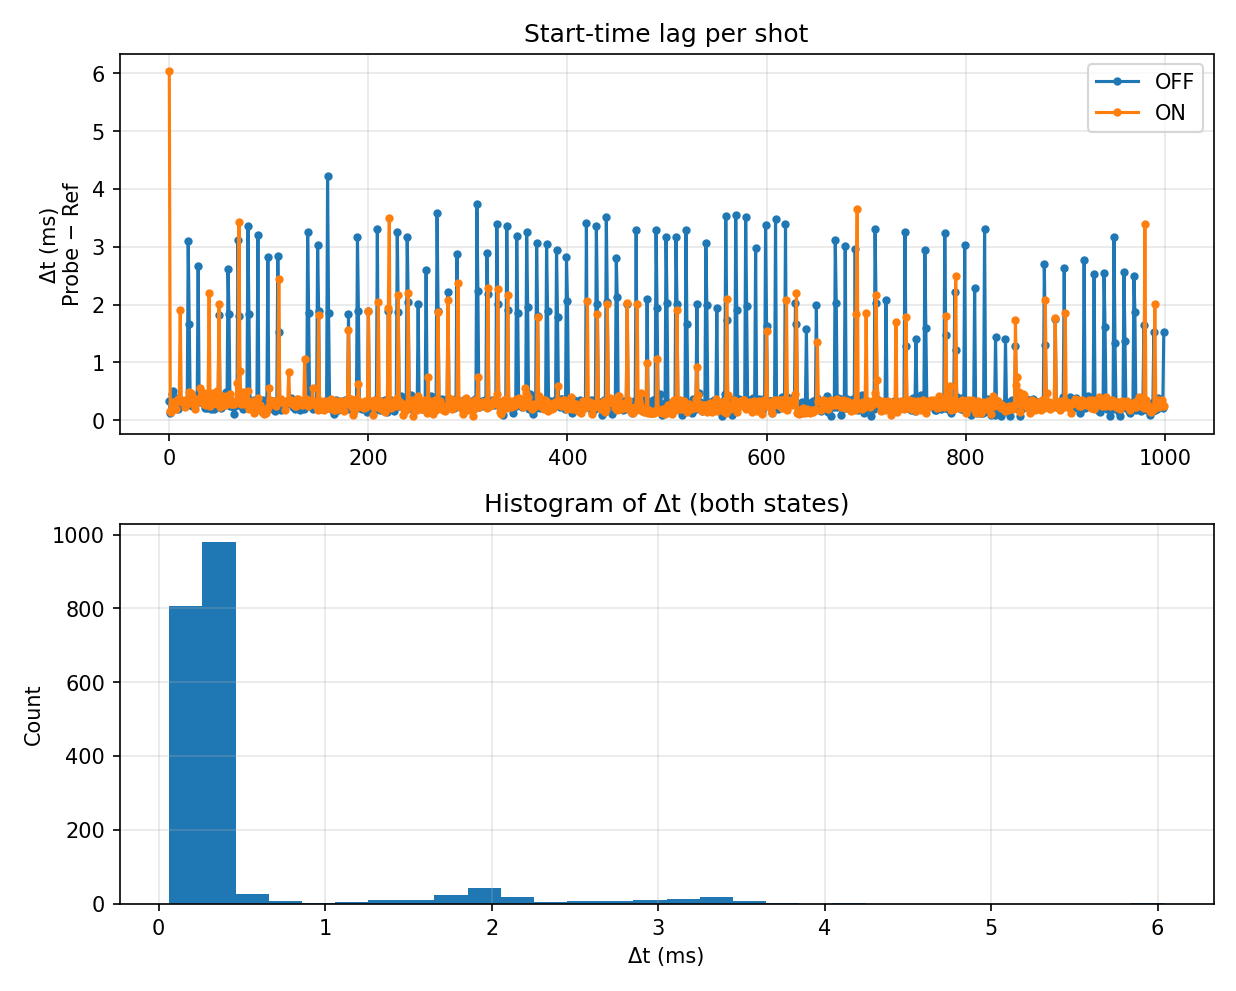 Start-time lag per shot
Δt (ms)
Probe − Ref
6
5
4
3
2
1
0
OFF
ON
0 200 400 600 800 1000
Histogram of Δt (both states)
Count
1000
800
600
400
200
0
0 1 2 3 4 5 6
Δt (ms)